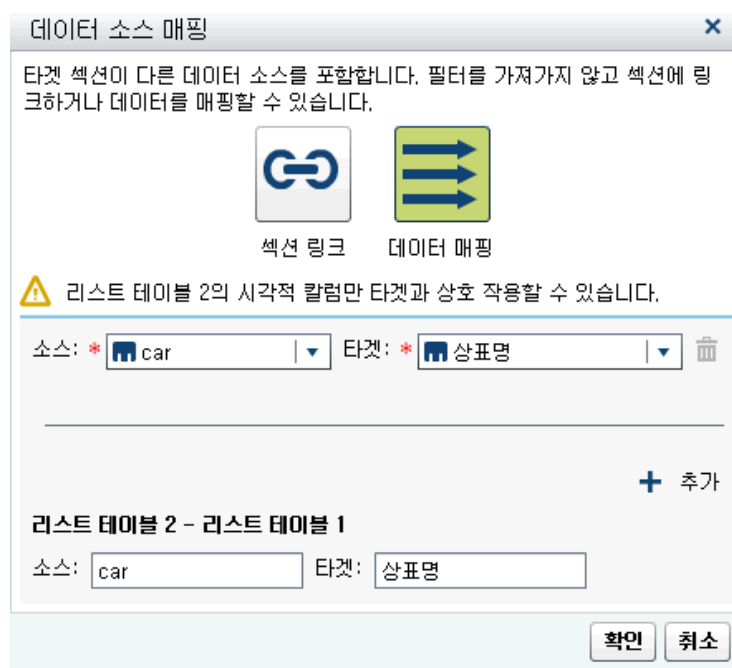 데이터 소스 매핑
타겟 섹션이 다른 데이터 소스를 포함합니다. 필터를 가져가지 않고 섹션에 링
크하거나 데이터를 매핑할 수 있습니다.
섹션 링크 데이터 매핑
리스트 테이블 2의 시각적 칼럼만 타겟과 상호 작용할 수 있습니다.
소스: * car 타겟: * 상표명
+ 추가
리스트 테이블 2 - 리스트 테이블 1
소스: car 타겟: 상표명
확인 취소